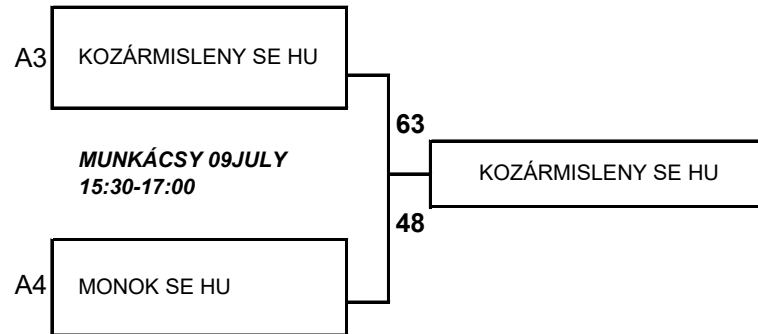 A3
KOZÁRMISLENY SE HU
63
MUNKÁCSY 09JULY
15:30-17:00
KOZÁRMISLENY SE HU
48
A4
MONOK SE HU